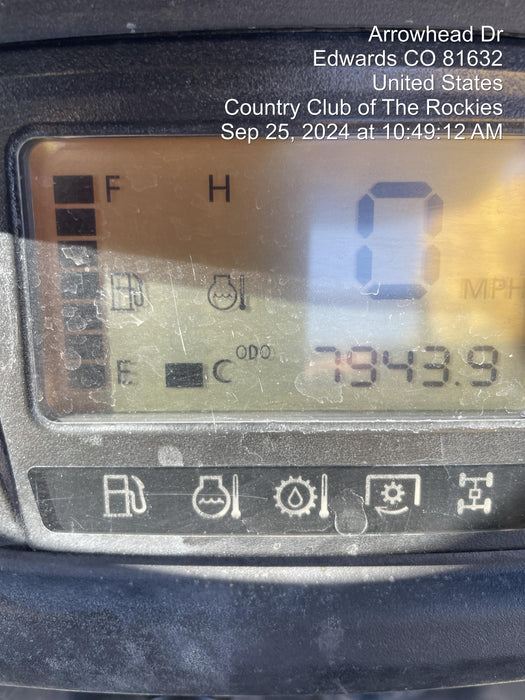 Arrowhead Dr
Edwards CO 81632
United States
Country Club of The Rockies
Sep 25, 2024 at 10:49:12 AM
F H
0
MPH
E C ODO 7943.9